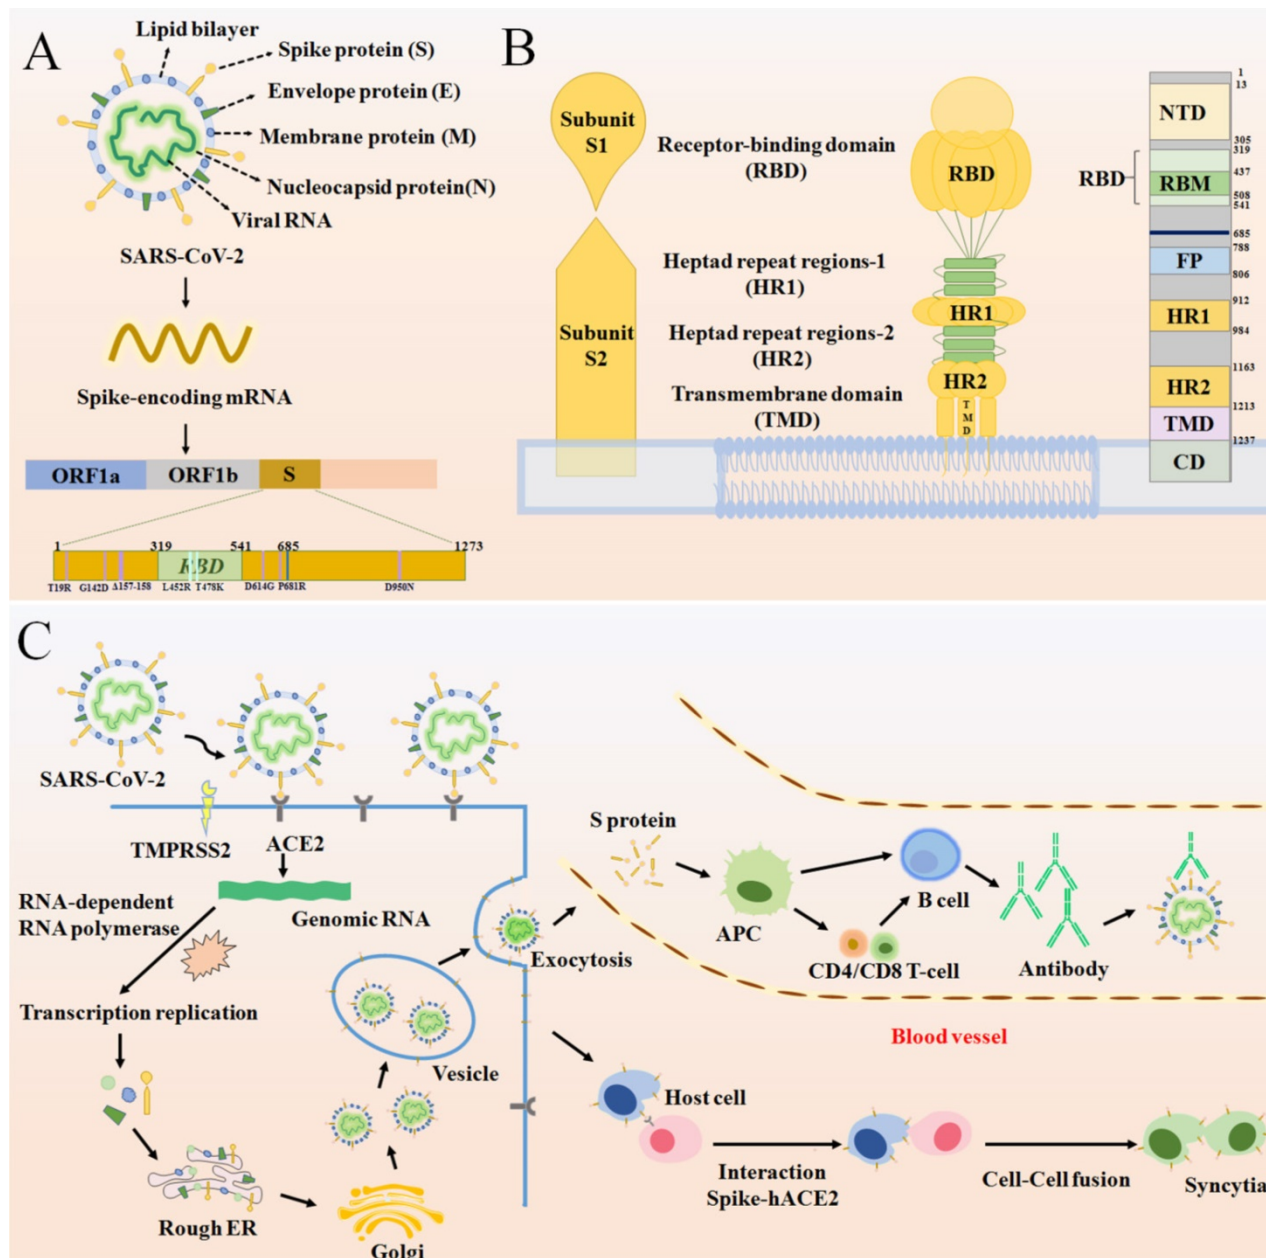 A
Lipid bilayer
Spike protein (S)
Envelope protein (E)
Membrane protein (M)
Nucleocapsid protein(N)
Viral RNA
SARS-CoV-2
Spike-encoding mRNA
ORF1a
ORF1b
S
1
319
541
685
1273
RBD
T19R
G142D
Δ157-158
L452R
T478K
D614G
P681R
D950N
B
Subunit
S1
Subunit
S2
Receptor-binding domain
(RBD)
Heptad repeat regions-1
(HR1)
Heptad repeat regions-2
(HR2)
Transmembrane domain
(TMD)
RBD
HR1
HR2
T
M
D
RBD
1
13
NTD
305
319
437
RBM
508
541
685
788
FP
806
912
HR1
984
1163
HR2
1213
TMD
1237
CD
C
SARS-CoV-2
TMPRSS2
ACE2
RNA-dependent
RNA polymerase
Genomic RNA
Transcription replication
Rough ER
Golgi
Vesicle
Exocytosis
S protein
APC
B cell
CD4/CD8 T-cell
Antibody
Blood vessel
Host cell
Interaction
Spike-hACE2
Cell-Cell fusion
Syncytia